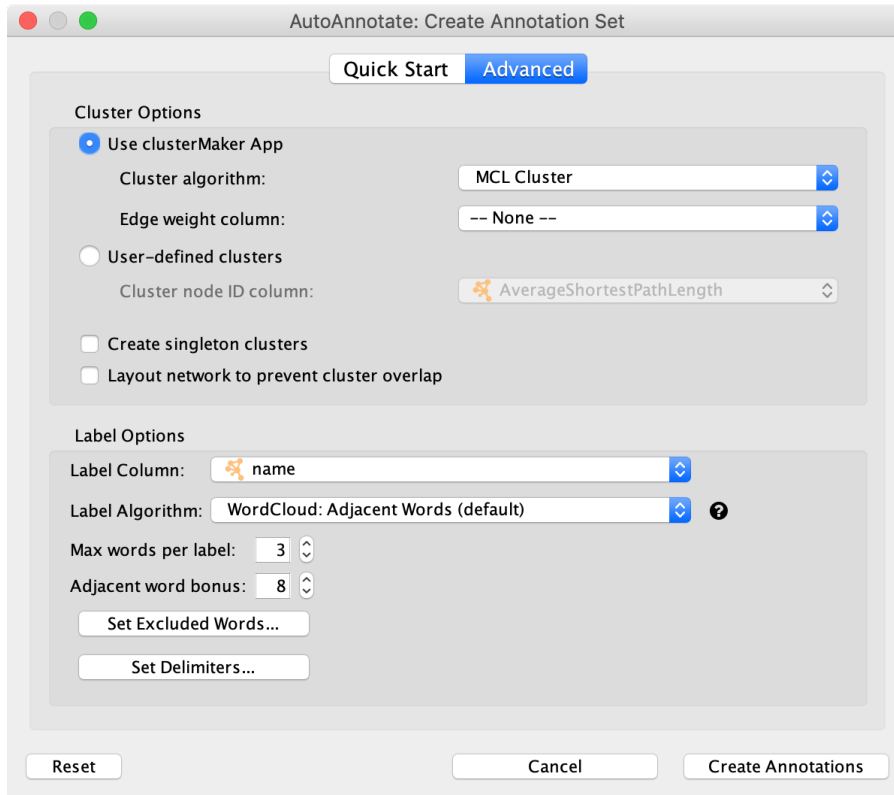 AutoAnnotate: Create Annotation Set
Quick Start Advanced
Cluster Options
Use clusterMaker App
Cluster algorithm: MCL Cluster
Edge weight column: -- None --
User-defined clusters
Cluster node ID column: AverageShortestPathLength
Create singleton clusters
Layout network to prevent cluster overlap
Label Options
Label Column: name
Label Algorithm: WordCloud: Adjacent Words (default) ?
Max words per label: 3
Adjacent word bonus: 8
Set Excluded Words...
Set Delimiters...
Reset Cancel Create Annotations